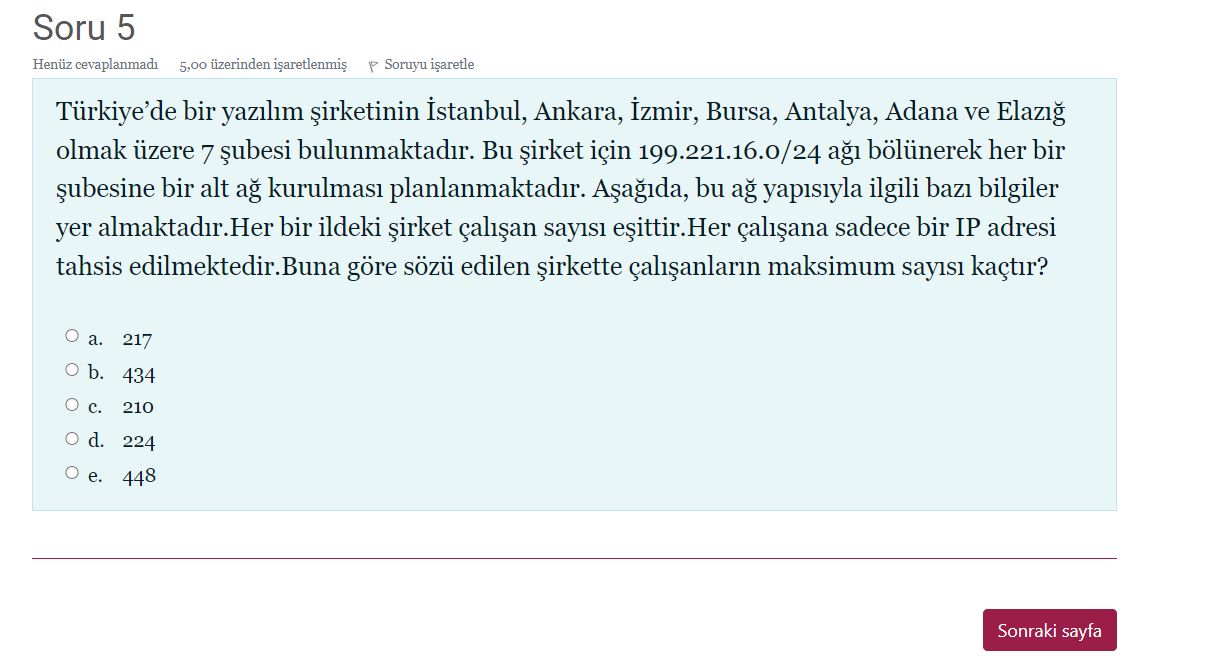 Soru 5
Henüz cevaplanmadı 5,00 üzerinden işaretlenmiş Soruyu işaretle
Türkiye’de bir yazılım şirketinin İstanbul, Ankara, İzmir, Bursa, Antalya, Adana ve Elazığ
olmak üzere 7 şubesi bulunmaktadır. Bu şirket için 199.221.16.0/24 ağı bölünerek her bir
şubesine bir alt ağ kurulması planlanmaktadır. Aşağıda, bu ağ yapısıyla ilgili bazı bilgiler
yer almaktadır.Her bir ildeki şirket çalışan sayısı eşittir.Her çalışana sadece bir IP adresi
tahsis edilmektedir.Buna göre sözü edilen şirkette çalışanların maksimum sayısı kaçtır?
a. 217
b. 434
c. 210
d. 224
e. 448
Sonraki sayfa